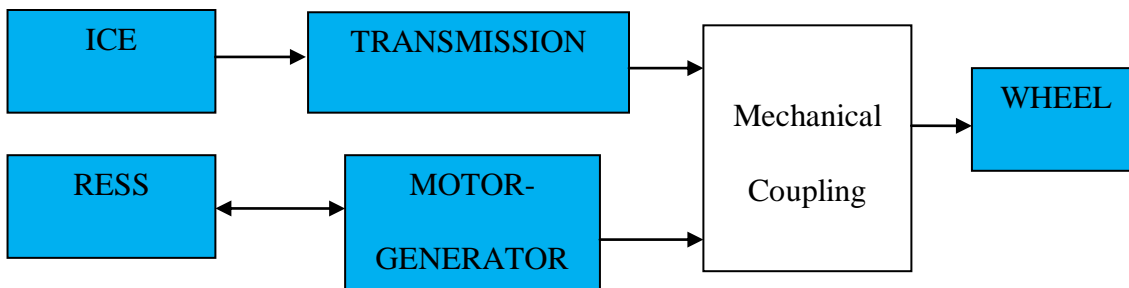 ICE
TRANSMISSION
Mechanical
Coupling
WHEEL
RESS
MOTOR-
GENERATOR